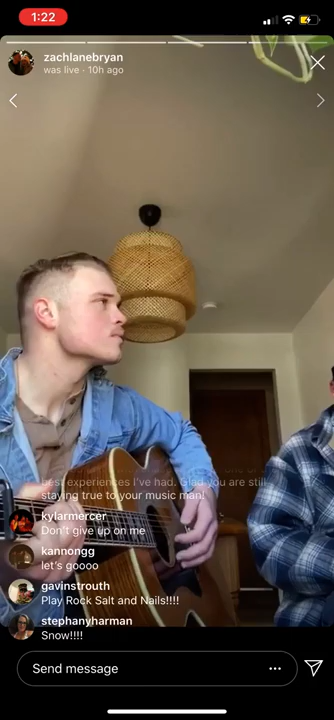 1:22
zachlanebryan
was live · 10h ago
best experiences I've had. Glad you are still
staying true to your music man!
kylarmercer
Don't give up on me
kannongg
let's goooo
gavinstrouth
Play Rock Salt and Nails!!!!
stephanyharman
Snow!!!!
Send message